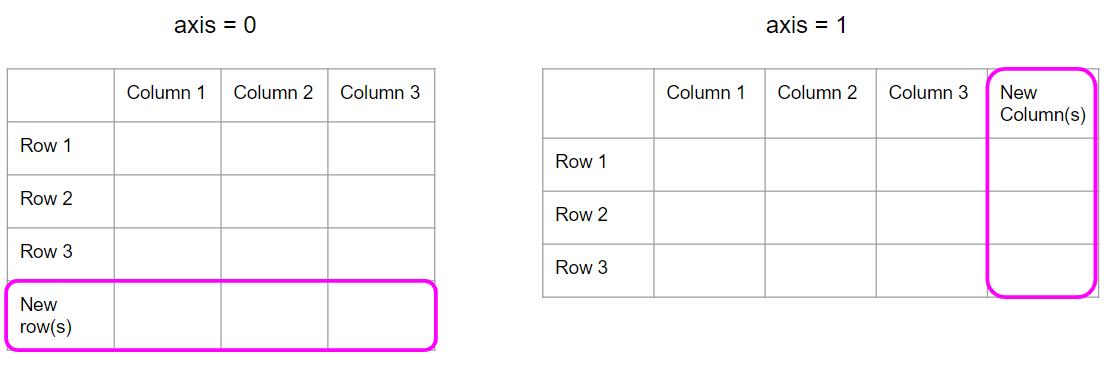 axis = 0
Column 1 Column 2 Column 3
Row 1
Row 2
Row 3
New
row(s)
axis = 1
Column 1 Column 2 Column 3 New
Column(s)
Row 1
Row 2
Row 3